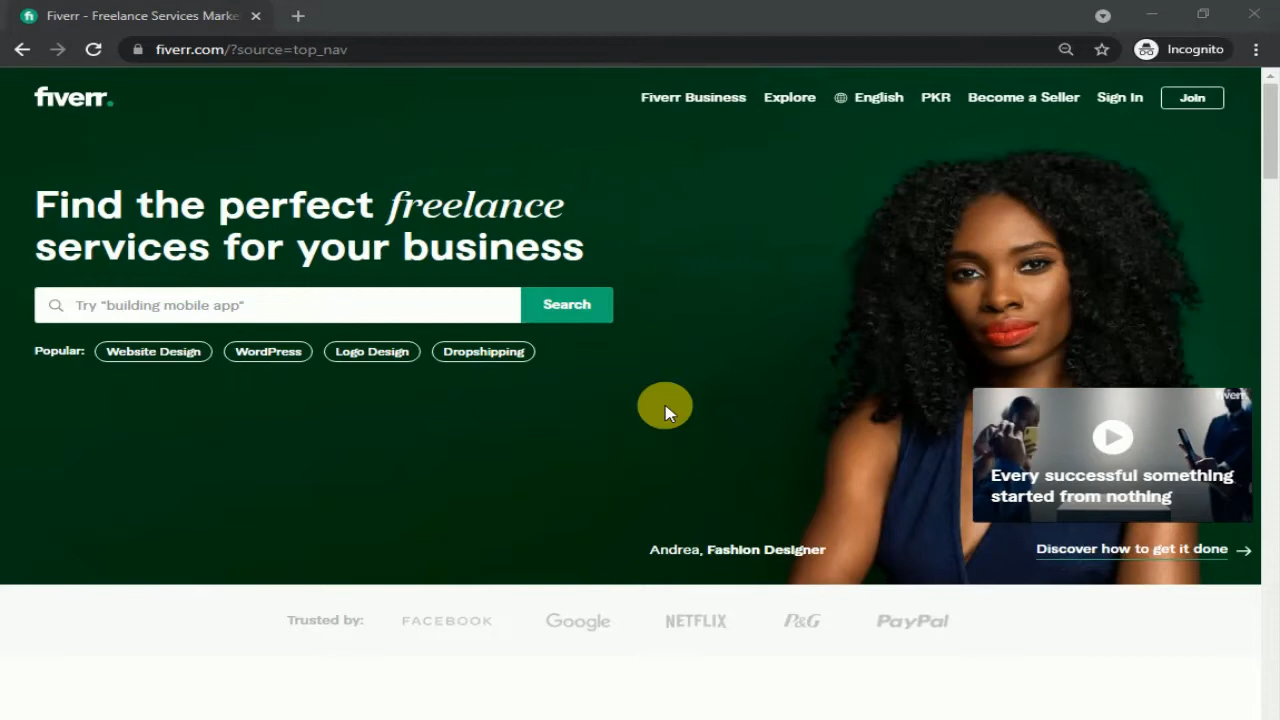 Fiverr - Freelance Services Marke
fiverr.com/?source=top_nav
Incognito
fiverr.
Fiverr Business
Explore
English
PKR
Become a Seller
Sign In
Join
Find the perfect freelance
services for your business
Try "building mobile app"
Search
Popular:
Website Design
WordPress
Logo Design
Dropshipping
fiverr
Every successful something
started from nothing
Andrea, Fashion Designer
Discover how to get it done →
Trusted by:
FACEBOOK
Google
NETFLIX
P&G
PayPal